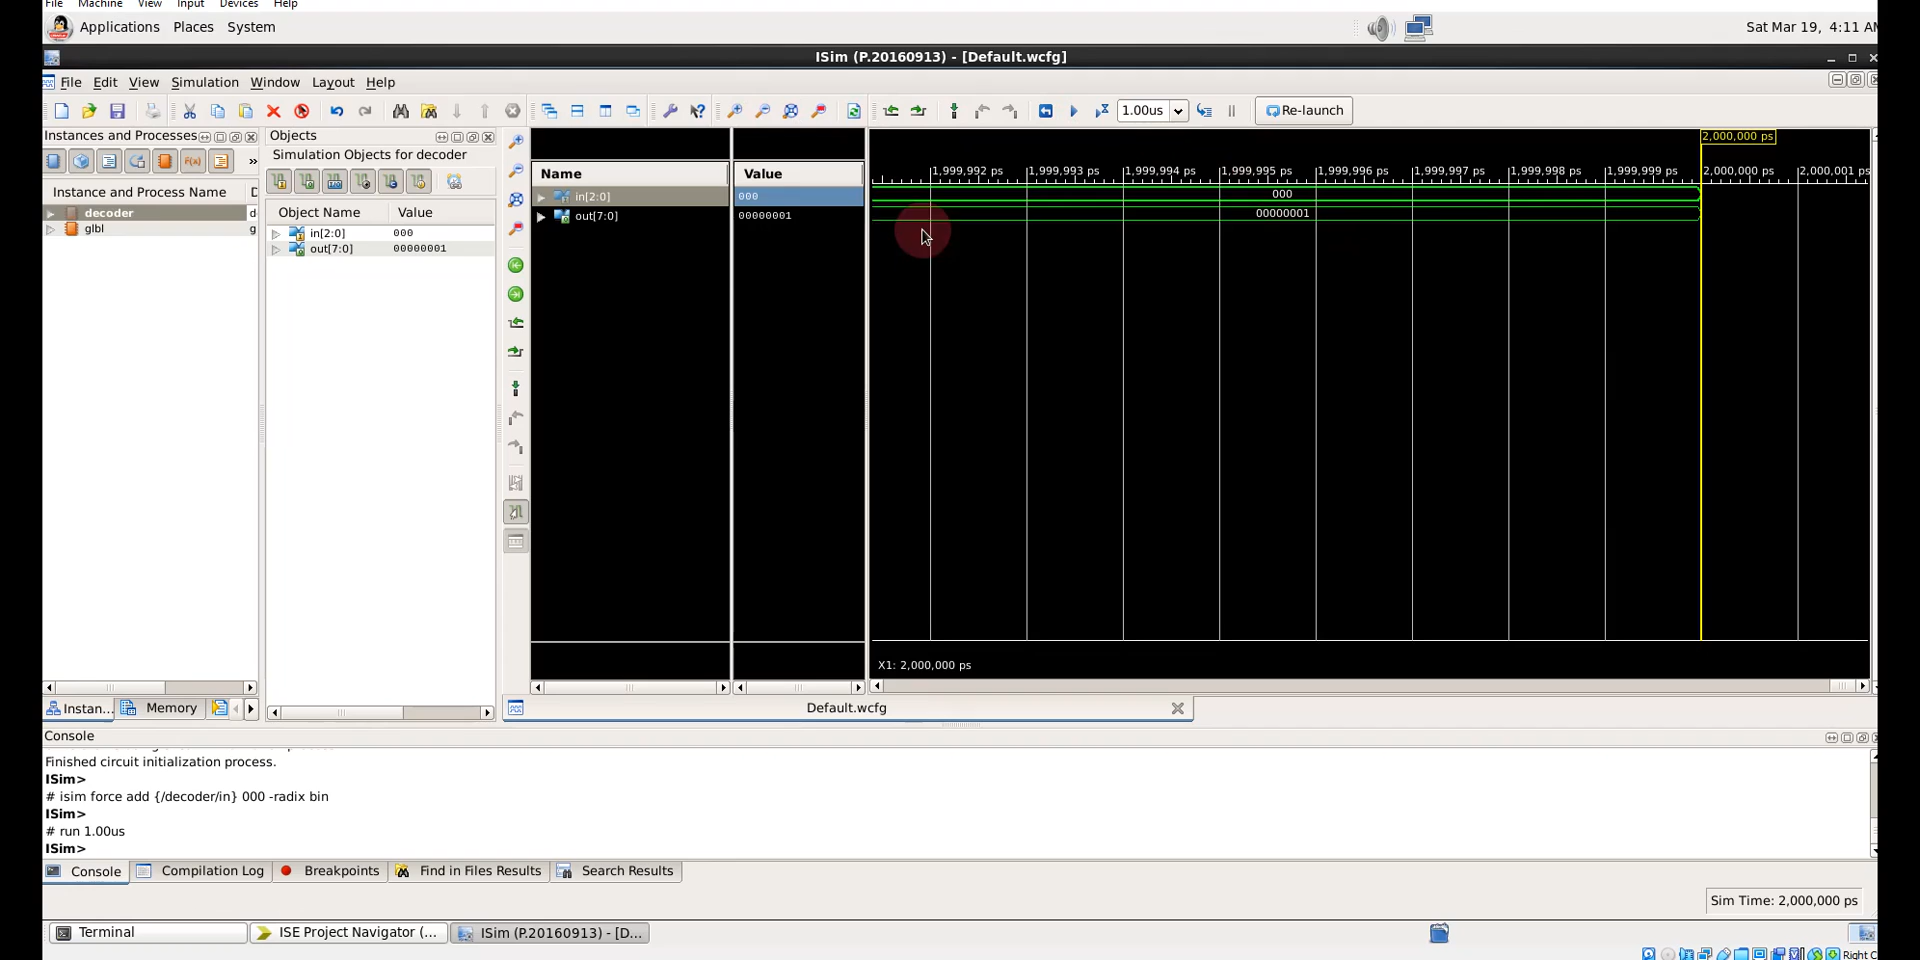 File Machine View Input Devices Help
Applications Places System Sat Mar 19, 4:11 AM
ISim (P.20160913) - [Default.wcfg]
File Edit View Simulation Window Layout Help
1.00us Re-launch
Instances and Processes
Objects
Simulation Objects for decoder
Instance and Process Name D
decoder d
glbl g
Object Name Value
in[2:0] 000
out[7:0] 00000001
Name Value
in[2:0] 000
out[7:0] 00000001
2,000,000 ps
1,999,992 ps 1,999,993 ps 1,999,994 ps 1,999,995 ps 1,999,996 ps 1,999,997 ps 1,999,998 ps 1,999,999 ps 2,000,000 ps 2,000,001 ps
000
00000001
X1: 2,000,000 ps
Instan... Memory
Default.wcfg
Console
Finished circuit initialization process.
ISim>
# isim force add {/decoder/in} 000 -radix bin
ISim>
# run 1.00us
ISim>
Console Compilation Log Breakpoints Find in Files Results Search Results
Sim Time: 2,000,000 ps
Terminal ISE Project Navigator (... ISim (P.20160913) - [D...
Right C